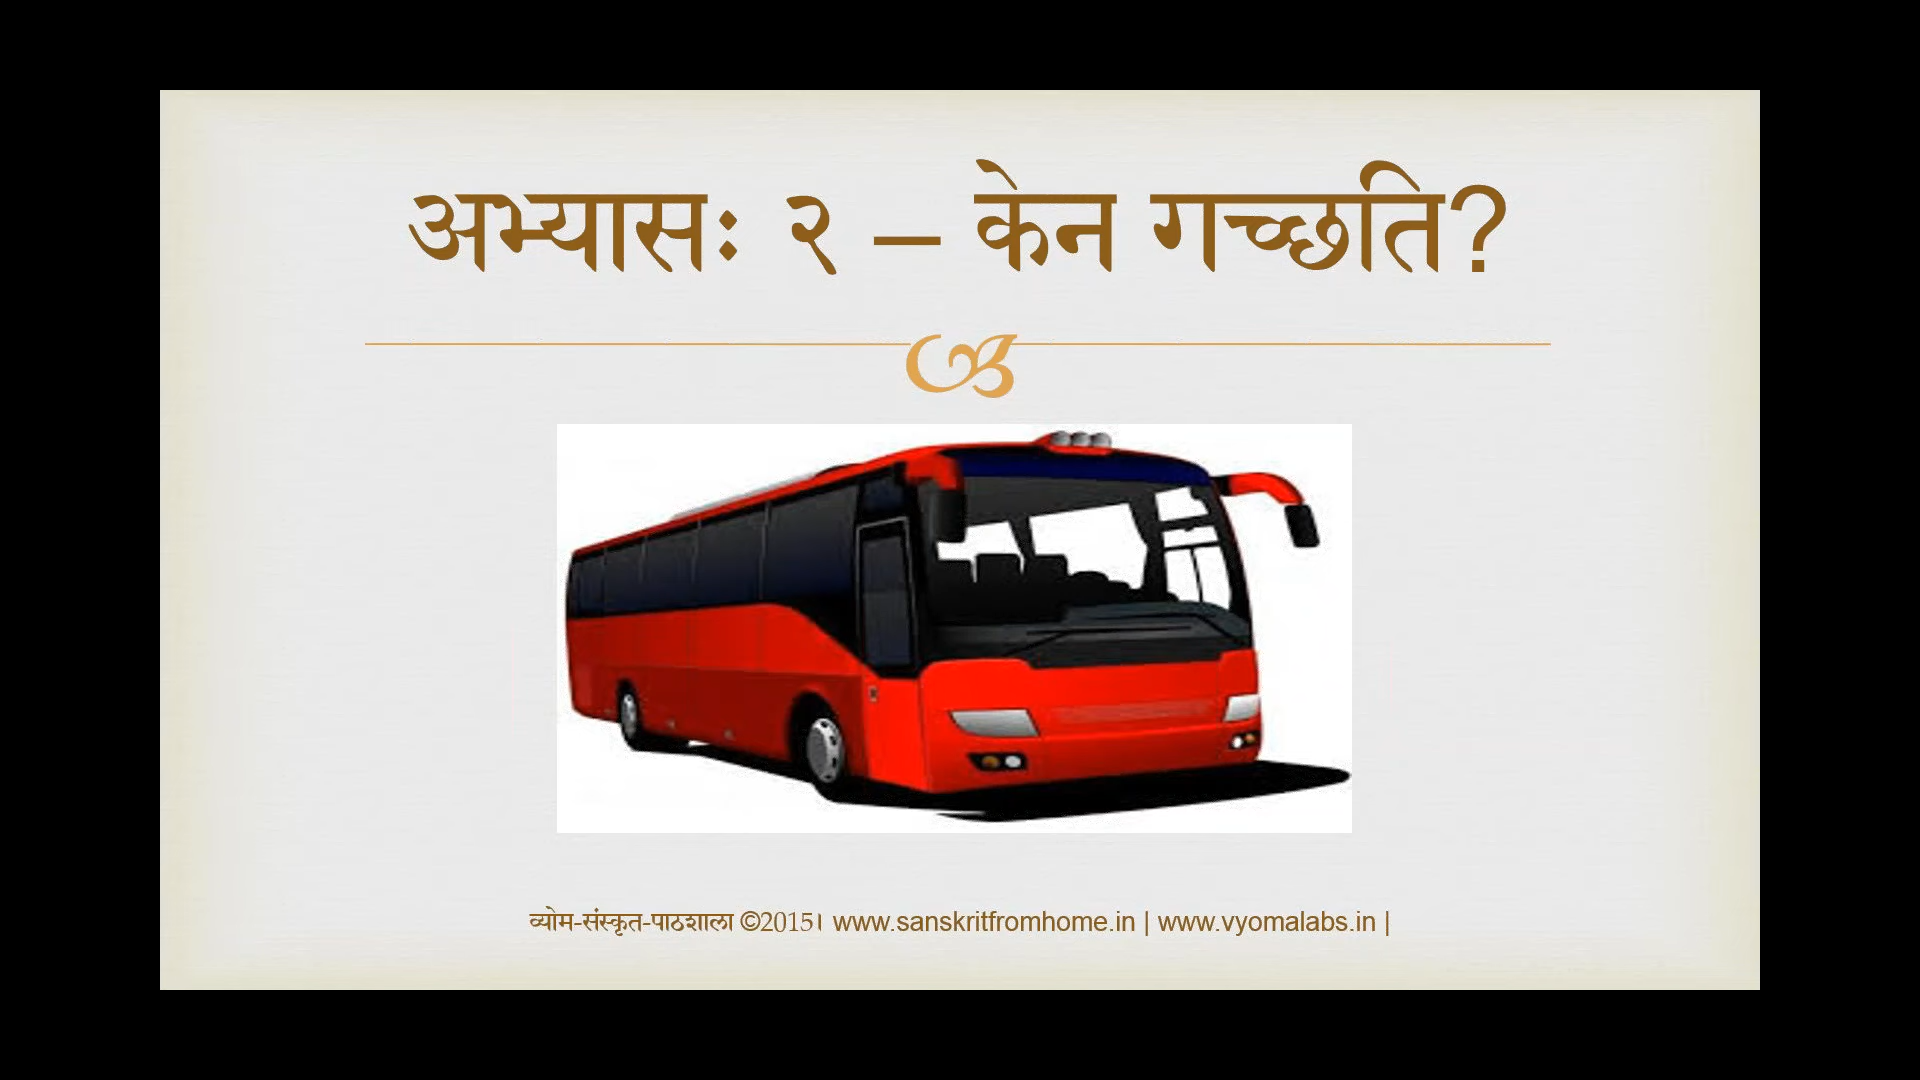 अभ्यासः २ – केन गच्छति?
व्योम-संस्कृत-पाठशाला ©2015। www.sanskritfromhome.in | www.vyomalabs.in |